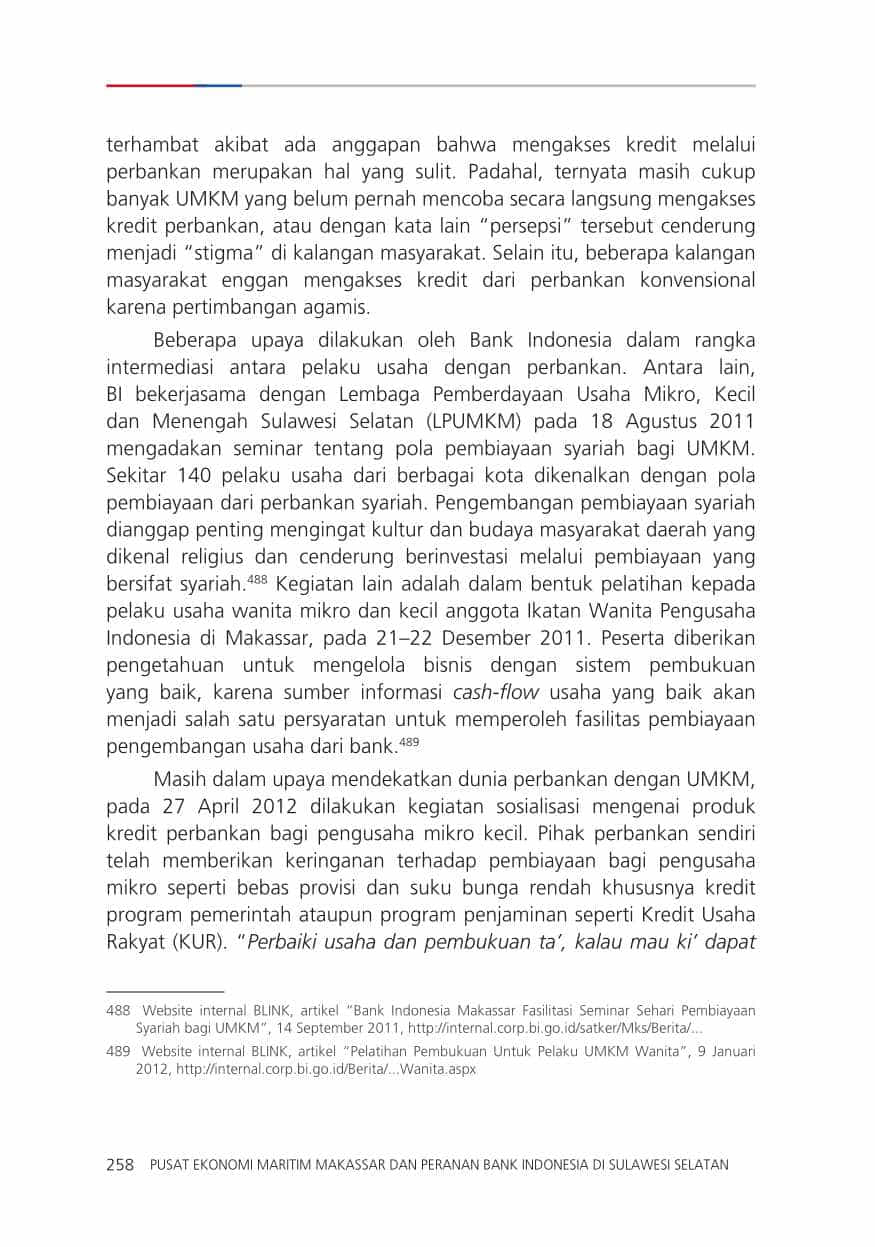 terhambat akibat ada anggapan bahwa mengakses kredit melalui
perbankan merupakan hal yang sulit. Padahal, ternyata masih cukup
banyak UMKM yang belum pernah mencoba secara langsung mengakses
kredit perbankan, atau dengan kata lain “persepsi” tersebut cenderung
menjadi “stigma” di kalangan masyarakat. Selain itu, beberapa kalangan
masyarakat enggan mengakses kredit dari perbankan konvensional
karena pertimbangan agamis.
Beberapa upaya dilakukan oleh Bank Indonesia dalam rangka
intermediasi antara pelaku usaha dengan perbankan. Antara lain,
BI bekerjasama dengan Lembaga Pemberdayaan Usaha Mikro, Kecil
dan Menengah Sulawesi Selatan (LPUMKM) pada 18 Agustus 2011
mengadakan seminar tentang pola pembiayaan syariah bagi UMKM.
Sekitar 140 pelaku usaha dari berbagai kota dikenalkan dengan pola
pembiayaan dari perbankan syariah. Pengembangan pembiayaan syariah
dianggap penting mengingat kultur dan budaya masyarakat daerah yang
dikenal religius dan cenderung berinvestasi melalui pembiayaan yang
bersifat syariah.488 Kegiatan lain adalah dalam bentuk pelatihan kepada
pelaku usaha wanita mikro dan kecil anggota Ikatan Wanita Pengusaha
Indonesia di Makassar, pada 21–22 Desember 2011. Peserta diberikan
pengetahuan untuk mengelola bisnis dengan sistem pembukuan
yang baik, karena sumber informasi cash-flow usaha yang baik akan
menjadi salah satu persyaratan untuk memperoleh fasilitas pembiayaan
pengembangan usaha dari bank.489
Masih dalam upaya mendekatkan dunia perbankan dengan UMKM,
pada 27 April 2012 dilakukan kegiatan sosialisasi mengenai produk
kredit perbankan bagi pengusaha mikro kecil. Pihak perbankan sendiri
telah memberikan keringanan terhadap pembiayaan bagi pengusaha
mikro seperti bebas provisi dan suku bunga rendah khususnya kredit
program pemerintah ataupun program penjaminan seperti Kredit Usaha
Rakyat (KUR). “Perbaiki usaha dan pembukuan ta’, kalau mau ki’ dapat
488 Website internal BLINK, artikel “Bank Indonesia Makassar Fasilitasi Seminar Sehari Pembiayaan
Syariah bagi UMKM”, 14 September 2011, http://internal.corp.bi.go.id/satker/Mks/Berita/...
489 Website internal BLINK, artikel “Pelatihan Pembukuan Untuk Pelaku UMKM Wanita”, 9 Januari
2012, http://internal.corp.bi.go.id/Berita/...Wanita.aspx
258 PUSAT EKONOMI MARITIM MAKASSAR DAN PERANAN BANK INDONESIA DI SULAWESI SELATAN